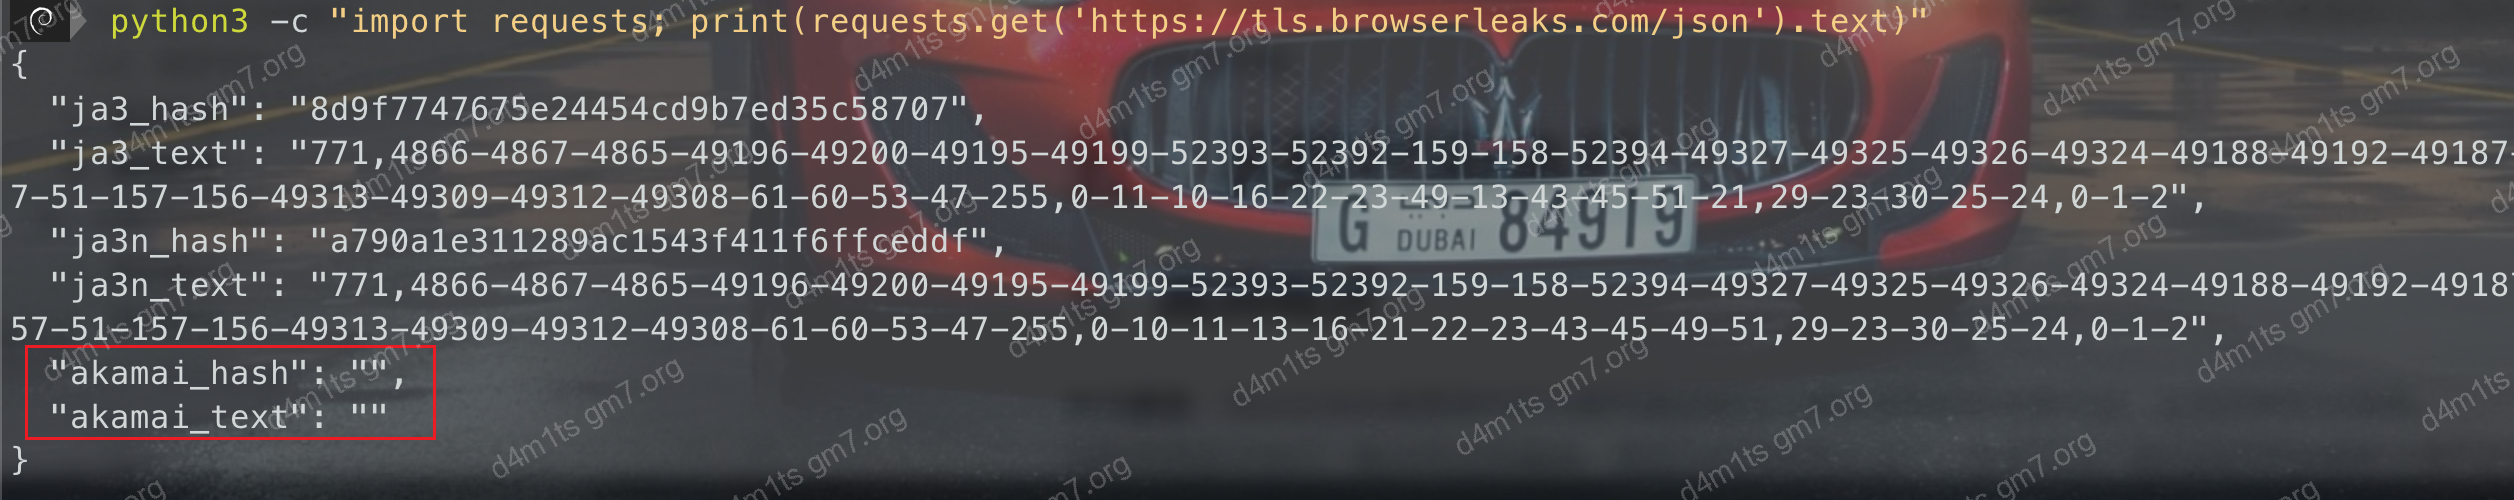 python3 -c "import requests; print(requests.get('https://tls.browserleaks.com/json').text)"
{
"ja3_hash": "8d9f7747675e24454cd9b7ed35c58707",
"ja3_text": "771,4866-4867-4865-49196-49200-49195-49199-52393-52392-159-158-52394-49327-49325-49326-49324-49188-49192-49187-
7-51-157-156-49313-49309-49312-49308-61-60-53-47-255,0-11-10-16-22-23-49-13-43-45-51-21,29-23-30-25-24,0-1-2",
"ja3n_hash": "a790a1e311289ac1543f411f6ffceddf",
"ja3n_text": "771,4866-4867-4865-49196-49200-49195-49199-52393-52392-159-158-52394-49327-49325-49326-49324-49188-49192-4918
57-51-157-156-49313-49309-49312-49308-61-60-53-47-255,0-10-11-13-16-21-22-23-43-45-49-51,29-23-30-25-24,0-1-2",
"akamai_hash": "",
"akamai_text": ""
}
G DUBAI 84919
d4m1ts gm7.org